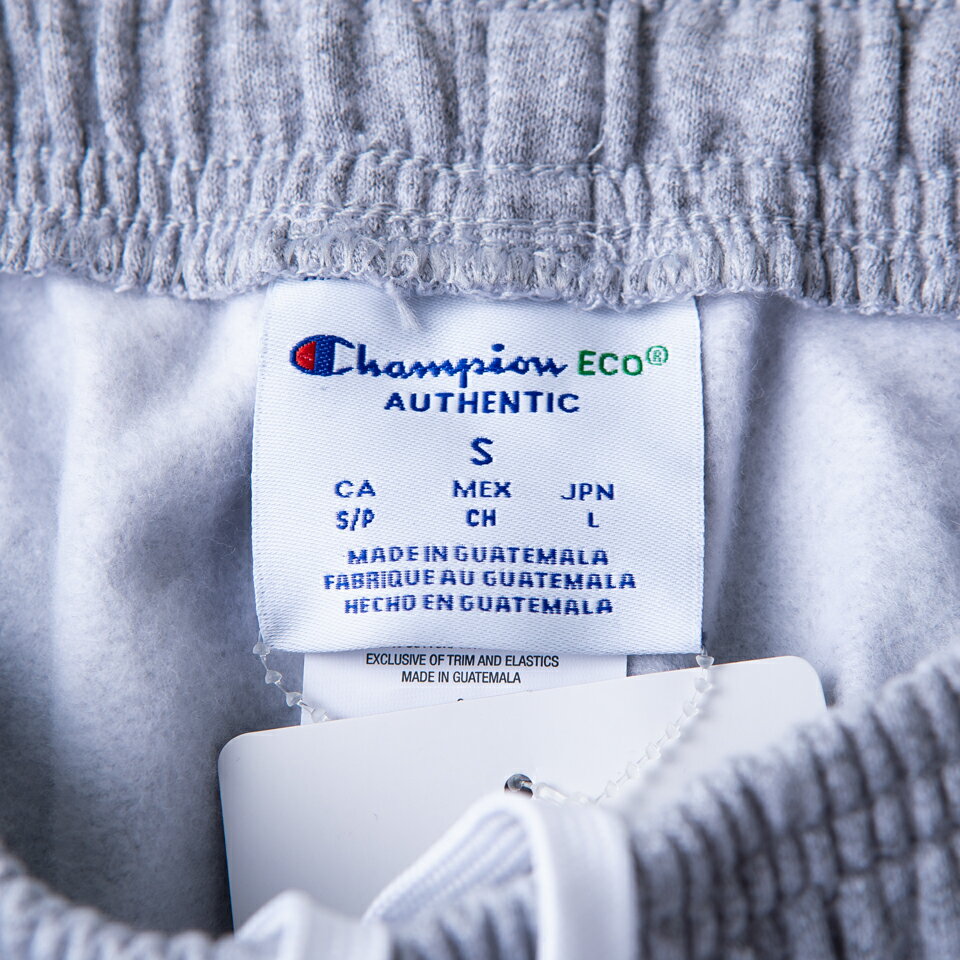 Champion ECO®
AUTHENTIC
S
CA MEX JPN
S/P CH L
MADE IN GUATEMALA
FABRIQUE AU GUATEMALA
HECHO EN GUATEMALA
EXCLUSIVE OF TRIM AND ELASTICS
MADE IN GUATEMALA